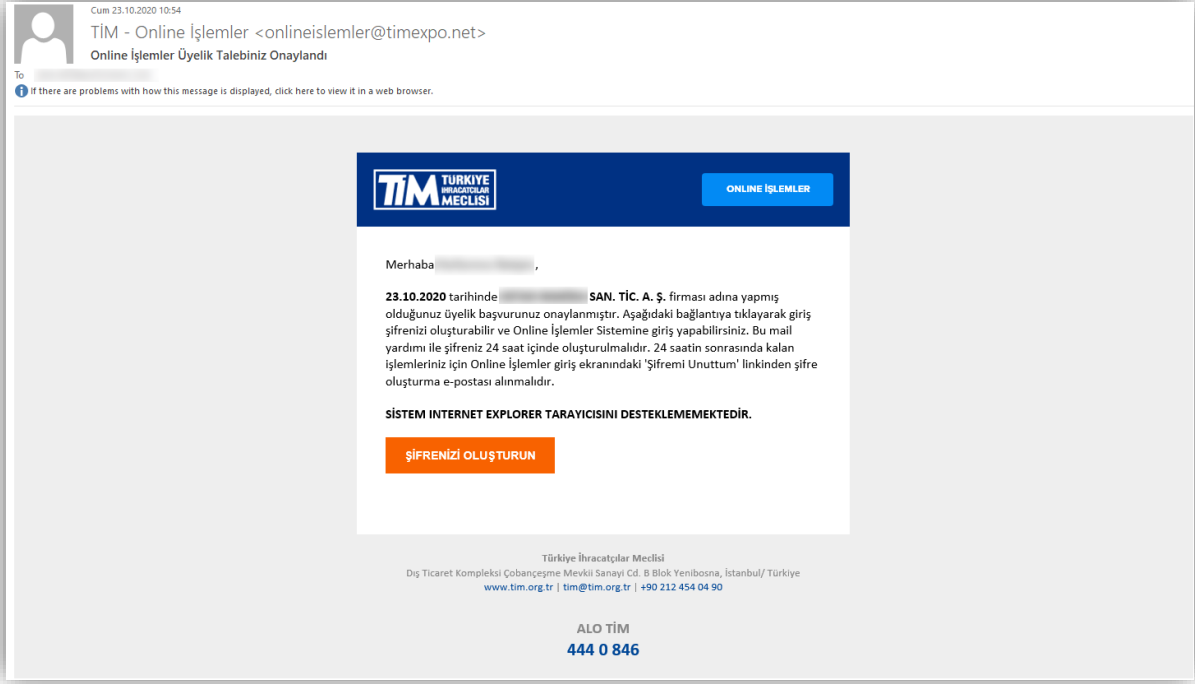 Cum 23.10.2020 10:54
TİM - Online İşlemler <onlineislemler@timexpo.net>
Online İşlemler Üyelik Talebiniz Onaylandı
To
If there are problems with how this message is displayed, click here to view it in a web browser.
TİM TÜRKİYE
İHRACATÇILAR
MECLİSİ
ONLINE İŞLEMLER
Merhaba ,
23.10.2020 tarihinde SAN. TİC. A. Ş. firması adına yapmış
olduğunuz üyelik başvurunuz onaylanmıştır. Aşağıdaki bağlantıya tıklayarak giriş
şifrenizi oluşturabilir ve Online İşlemler Sistemine giriş yapabilirsiniz. Bu mail
yardımı ile şifreniz 24 saat içinde oluşturulmalıdır. 24 saatin sonrasında kalan
işlemleriniz için Online İşlemler giriş ekranındaki 'Şifremi Unuttum' linkinden şifre
oluşturma e-postası alınmalıdır.
SİSTEM INTERNET EXPLORER TARAYICISINI DESTEKLEMEMEKTEDİR.
ŞİFRENİZİ OLUŞTURUN
Türkiye İhracatçılar Meclisi
Dış Ticaret Kompleksi Çobançeşme Mevkii Sanayi Cd. B Blok Yenibosna, İstanbul/ Türkiye
www.tim.org.tr | tim@tim.org.tr | +90 212 454 04 90
ALO TİM
444 0 846